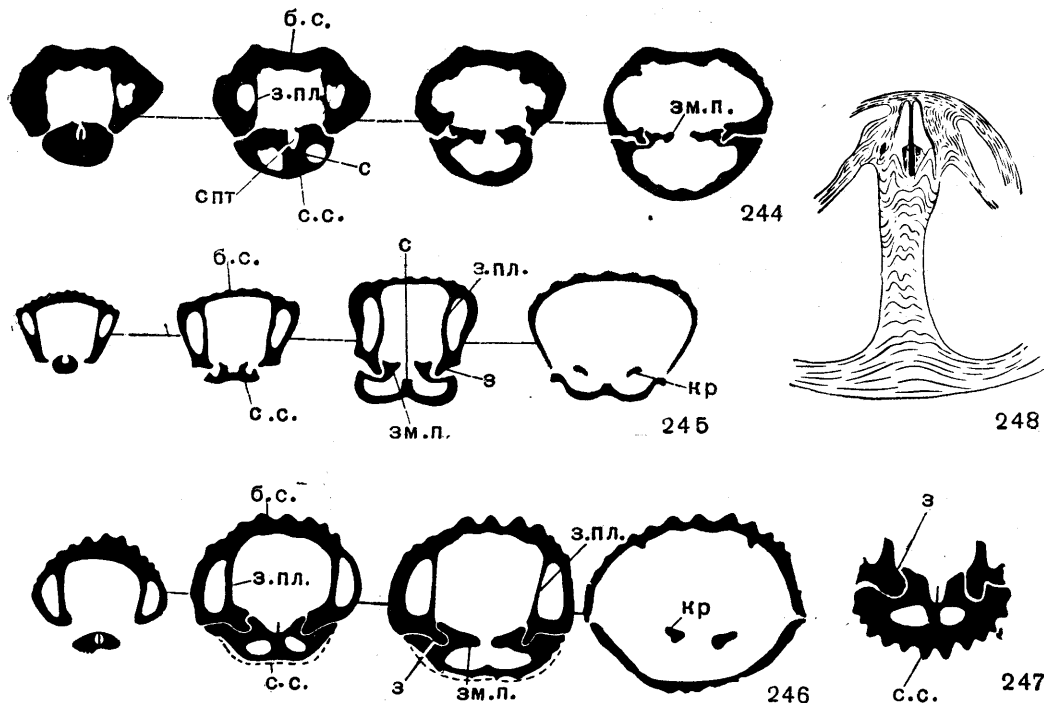 б.с.
з.пл.
зм.п.
с
спт
с.с.
244
с
б.с.
з.пл.
з
кр
с.с.
зм.п.
245
248
б.с.
з.пл.
з.пл.
кр
з
с.с.
з
зм.п.
246
с.с.
247